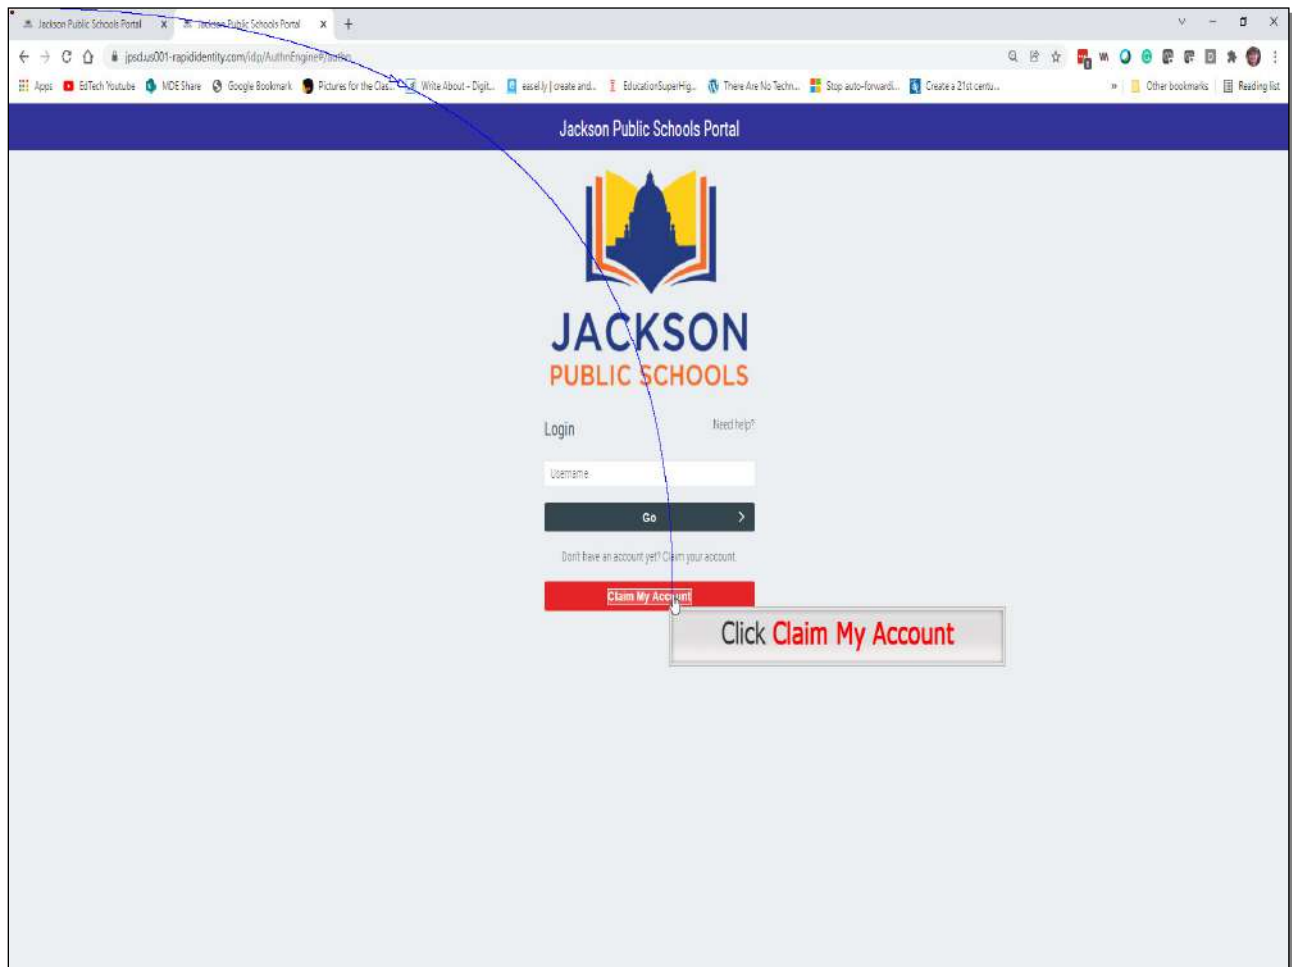 Jackson Public Schools Portal
Jackson Public Schools Portal
jpsd.us001-rapididentity.com/idp/AuthnEngine#/authn
Apps
EdTech Youtube
MDE Share
Google Bookmark
Pictures for the Clas...
Write About - Digit...
easel.ly | create and...
EducationSuperHig...
There Are No Techn...
Stop auto-forwardi...
Create a 21st centu...
»
Other bookmarks
Reading list
Jackson Public Schools Portal
JACKSON
PUBLIC SCHOOLS
Login
Need help?
Username
Go
Don't have an account yet? Claim your account.
Claim My Account
Click Claim My Account